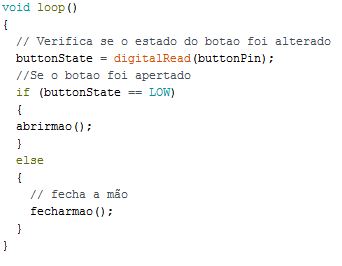 void loop()
{
  // Verifica se o estado do botao foi alterado
  buttonState = digitalRead(buttonPin);
  //Se o botao foi apertado
  if (buttonState == LOW)
  {
  abrirmao();
  }
  else
  {
    // fecha a mão
    fecharmao();
  }
}